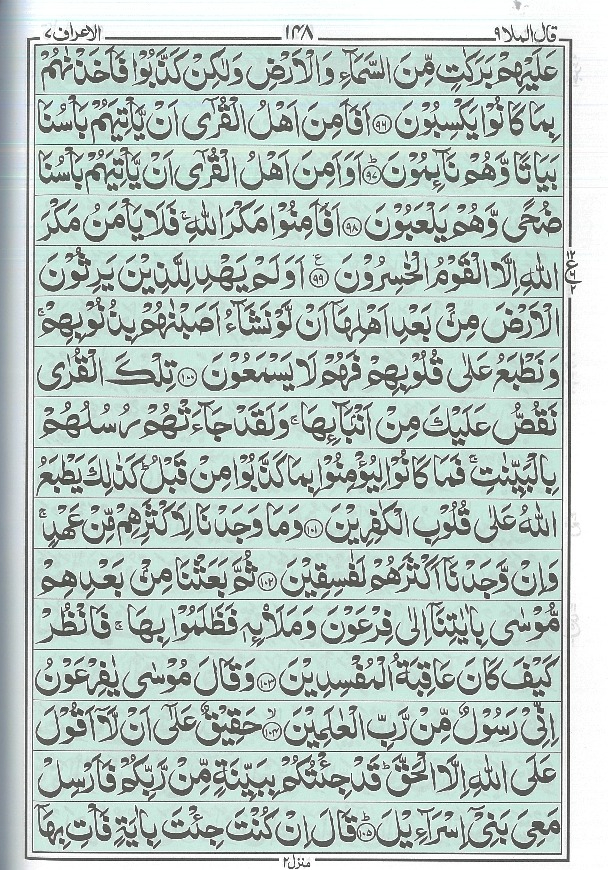 قال الملا ٩ ١٤٨ الاعراف ٧
عَلَيْهِمْ بَرَكٰتٍ مِّنَ السَّمَآءِ وَالْاَرْضِ وَلٰكِنْ كَذَّبُوْا فَاَخَذْنٰهُمْ
بِمَا كَانُوْا يَكْسِبُوْنَ ٩٦ اَفَاَمِنَ اَهْلُ الْقُرٰٓى اَنْ يَّاْتِيَهُمْ بَاْسُنَا
بَيَاتًا وَّهُمْ نَآئِمُوْنَ ؕ ٩٧ اَوَاَمِنَ اَهْلُ الْقُرٰٓى اَنْ يَّاْتِيَهُمْ بَاْسُنَا
ضُحًى وَّهُمْ يَلْعَبُوْنَ ٩٨ اَفَاَمِنُوْا مَكْرَ اللّٰهِ ۚ فَلَا يَاْمَنُ مَكْرَ
اللّٰهِ اِلَّا الْقَوْمُ الْخٰسِرُوْنَ ٩٩ ع اَوَلَمْ يَهْدِ لِلَّذِيْنَ يَرِثُوْنَ
١٢ ع ٢
الْاَرْضَ مِنْۢ بَعْدِ اَهْلِهَاۤ اَنْ لَّوْ نَشَآءُ اَصَبْنٰهُمْ بِذُنُوْبِهِمْ ۚ
وَنَطْبَعُ عَلٰى قُلُوْبِهِمْ فَهُمْ لَا يَسْمَعُوْنَ ١٠٠ تِلْكَ الْقُرٰى
نَقُصُّ عَلَيْكَ مِنْ اَنْۢبَآئِهَا ۚ وَلَقَدْ جَآءَتْهُمْ رُسُلُهُمْ
بِالْبَيِّنٰتِ ۚ فَمَا كَانُوْا لِيُؤْمِنُوْا بِمَا كَذَّبُوْا مِنْ قَبْلُ ؕ كَذٰلِكَ يَطْبَعُ
اللّٰهُ عَلٰى قُلُوْبِ الْكٰفِرِيْنَ ١٠١ وَمَا وَجَدْنَا لِاَكْثَرِهِمْ مِّنْ عَهْدٍ ۚ
وَاِنْ وَّجَدْنَاۤ اَكْثَرَهُمْ لَفٰسِقِيْنَ ١٠٢ ثُمَّ بَعَثْنَا مِنْۢ بَعْدِهِمْ
مُّوْسٰى بِاٰيٰتِنَاۤ اِلٰى فِرْعَوْنَ وَمَلَا۟ئِهٖ فَظَلَمُوْا بِهَا ۚ فَانْظُرْ
كَيْفَ كَانَ عَاقِبَةُ الْمُفْسِدِيْنَ ١٠٣ وَقَالَ مُوْسٰى يٰفِرْعَوْنُ
اِنِّىْ رَسُوْلٌ مِّنْ رَّبِّ الْعٰلَمِيْنَ ۙ ١٠٤ حَقِيْقٌ عَلٰٓى اَنْ لَّاۤ اَقُوْلَ
عَلَى اللّٰهِ اِلَّا الْحَقَّ ؕ قَدْ جِئْتُكُمْ بِبَيِّنَةٍ مِّنْ رَّبِّكُمْ فَاَرْسِلْ
مَعِىَ بَنِىْۤ اِسْرَآءِيْلَ ؕ ١٠٥ قَالَ اِنْ كُنْتَ جِئْتَ بِاٰيَةٍ فَاْتِ بِهَاۤ
منزل ٢